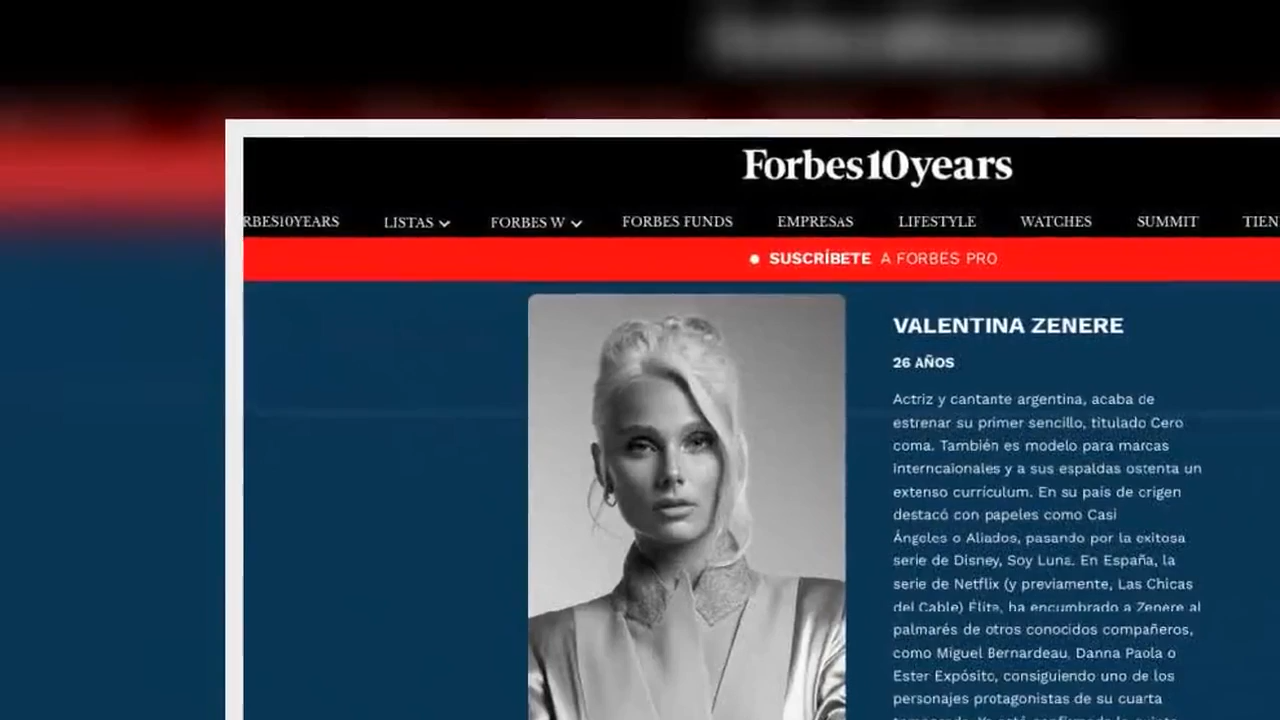 Forbes10years
RBES10YEARS LISTAS FORBES W FORBES FUNDS EMPRESAS LIFESTYLE WATCHES SUMMIT TIEN
SUSCRÍBETE A FORBES PRO
VALENTINA ZENERE
26 AÑOS
Actriz y cantante argentina, acaba de
estrenar su primer sencillo, titulado Cero
coma. También es modelo para marcas
interncaionales y a sus espaldas ostenta un
extenso currículum. En su país de origen
destacó con papeles como Casi
Ángeles o Aliados, pasando por la exitosa
serie de Disney, Soy Luna. En España, la
serie de Netflix (y previamente, Las Chicas
del Cable) Élite, ha encumbrado a Zenere al
palmarés de otros conocidos compañeros,
como Miguel Bernardeau, Danna Paola o
Ester Expósito, consiguiendo uno de los
personajes protagonistas de su cuarta